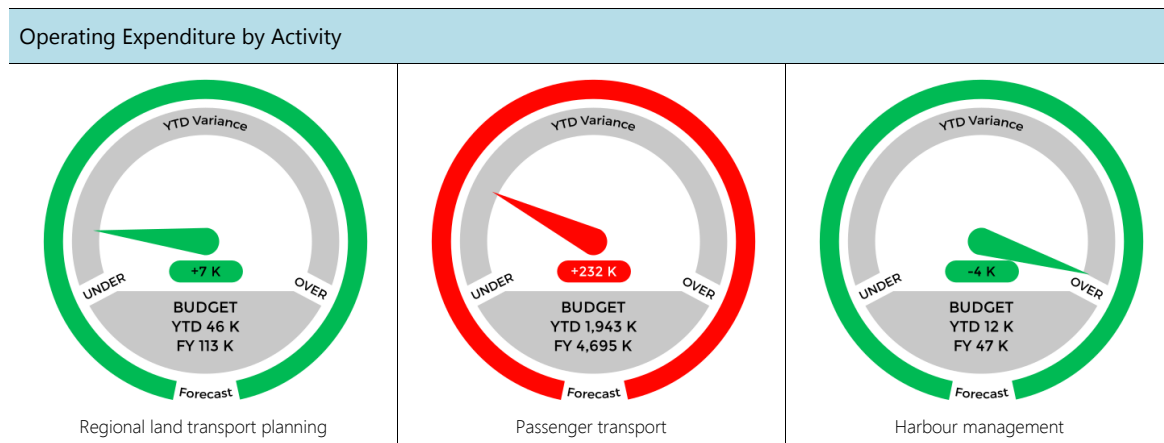 Operating Expenditure by Activity
YTD Variance
+7 K
UNDER
OVER
BUDGET
YTD 46 K
FY 113 K
Forecast
Regional land transport planning
YTD Variance
+232 K
UNDER
OVER
BUDGET
YTD 1,943 K
FY 4,695 K
Forecast
Passenger transport
YTD Variance
-4 K
UNDER
OVER
BUDGET
YTD 12 K
FY 47 K
Forecast
Harbour management